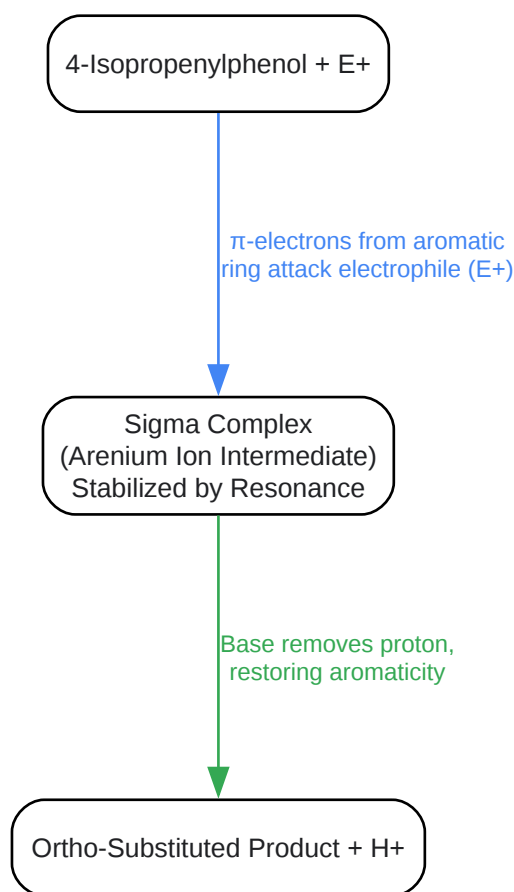 4-Isopropenylphenol + E+
π-electrons from aromatic
ring attack electrophile (E+)
Sigma Complex
(Arenium Ion Intermediate)
Stabilized by Resonance
Base removes proton,
restoring aromaticity
Ortho-Substituted Product + H+